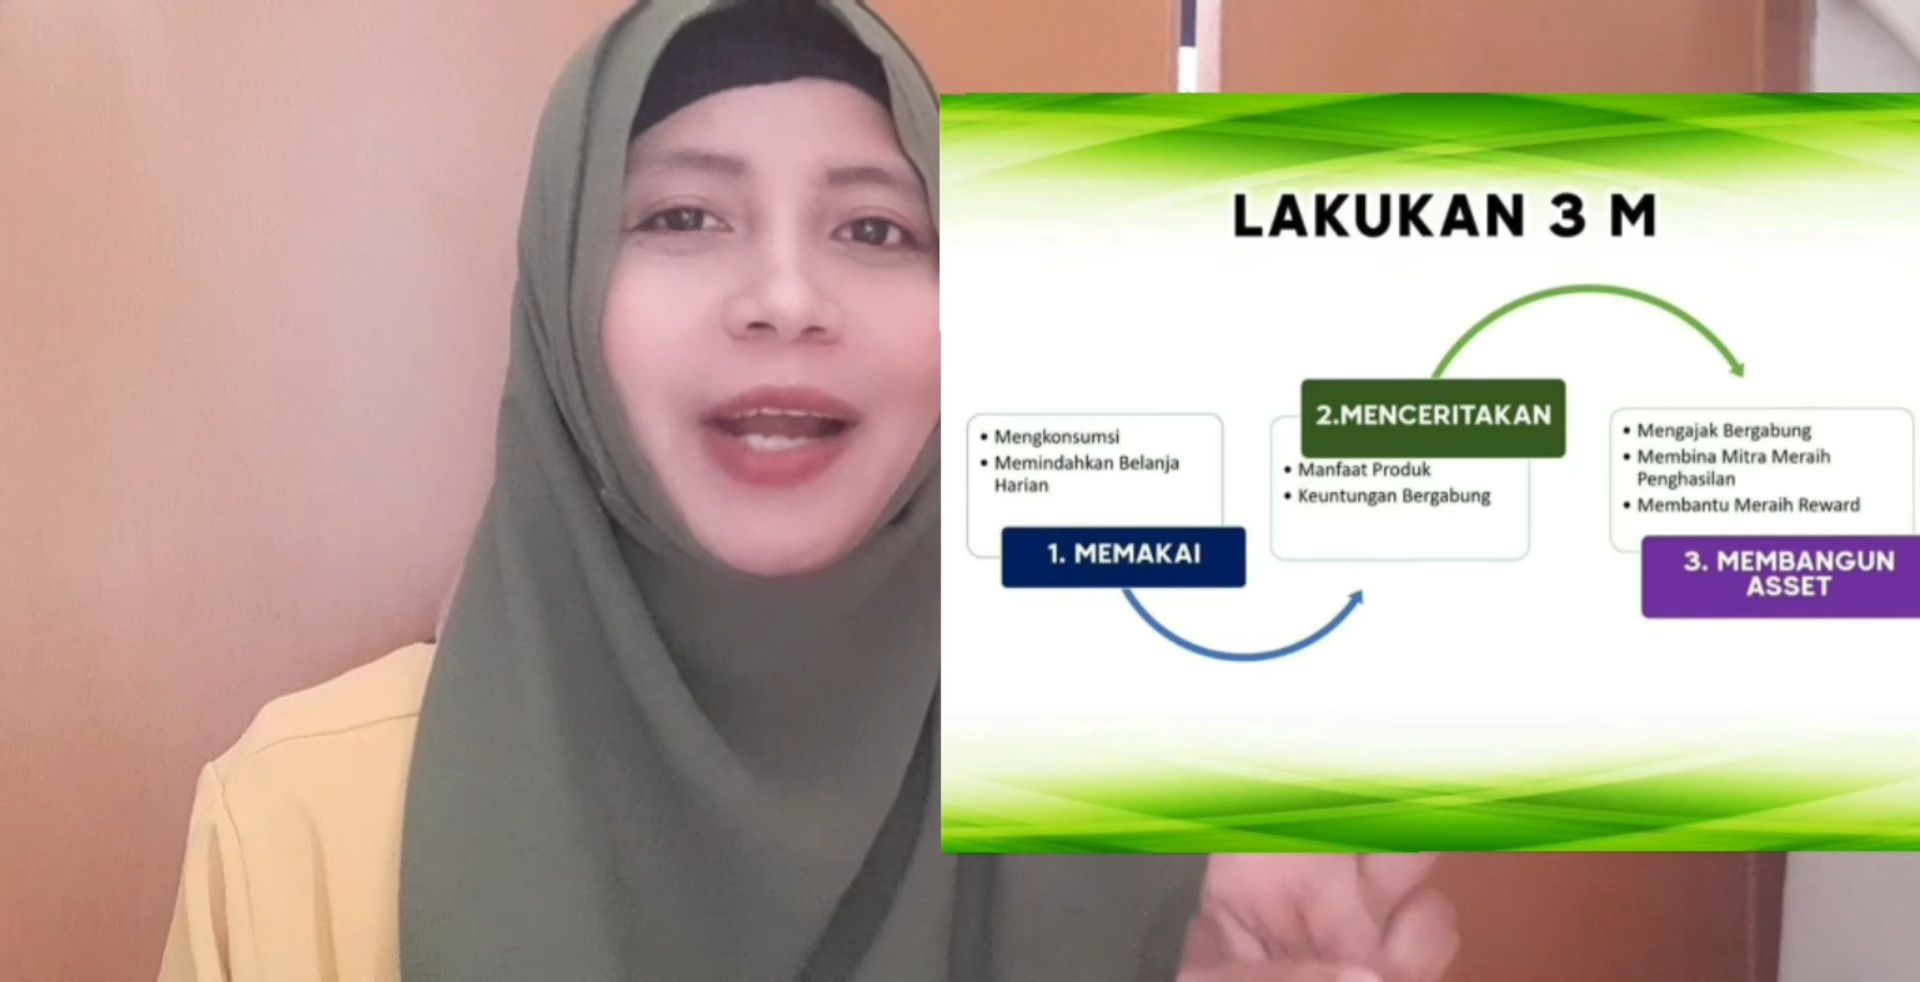 LAKUKAN 3 M
• Mengkonsumsi
• Memindahkan Belanja
Harian
1. MEMAKAI
2.MENCERITAKAN
• Manfaat Produk
• Keuntungan Bergabung
• Mengajak Bergabung
• Membina Mitra Meraih
Penghasilan
• Membantu Meraih Reward
3. MEMBANGUN
ASSET